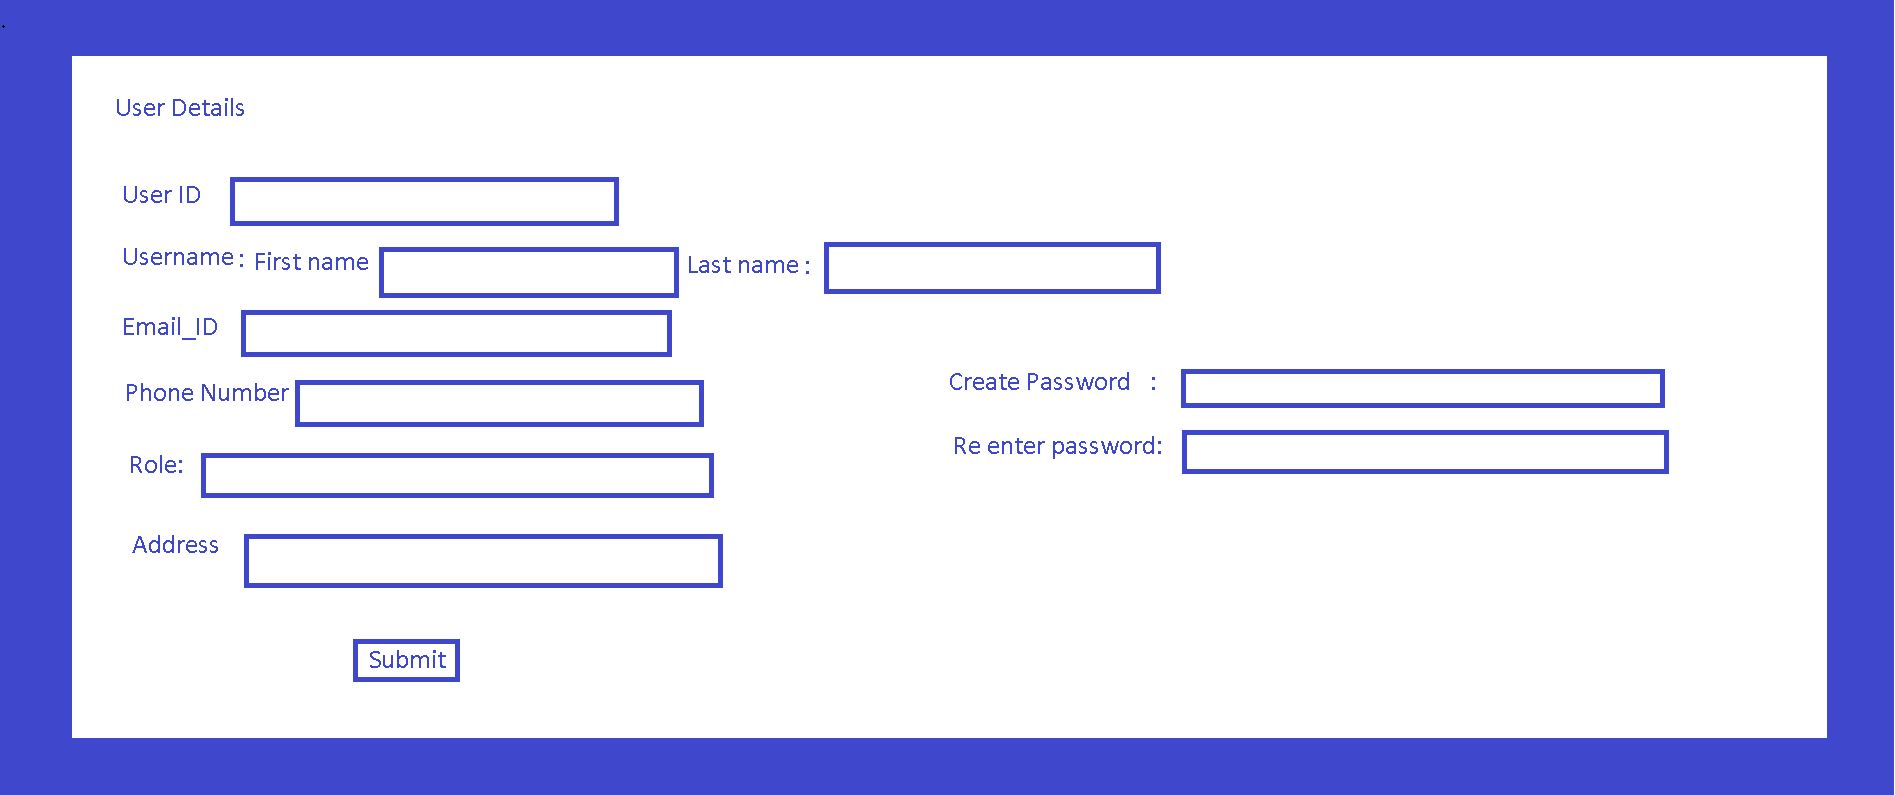 User Details
User ID
Username : First name
Last name :
Email_ID
Phone Number
Create Password :
Re enter password:
Role:
Address
Submit